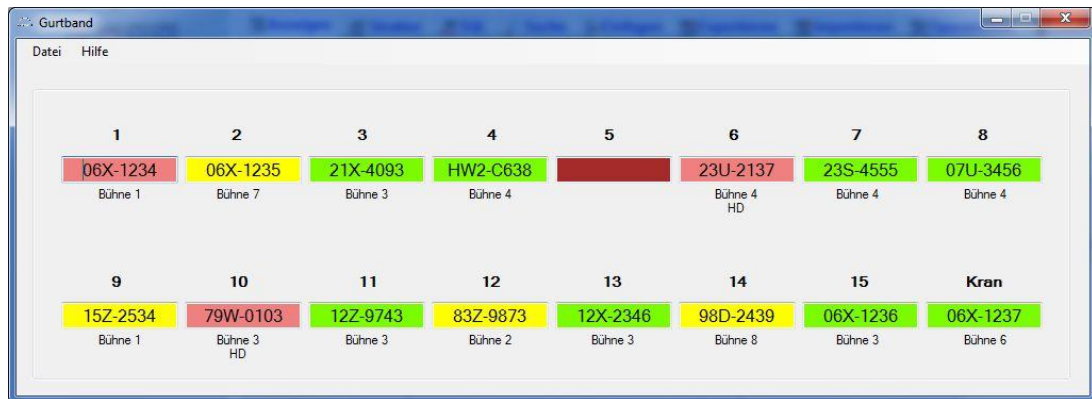 Gurtband
Datei Hilfe
1 2 3 4 5 6 7 8
06X-1234 06X-1235 21X-4093 HW2-C638 23U-2137 23S-4555 07U-3456
Bühne 1 Bühne 7 Bühne 3 Bühne 4 Bühne 4 Bühne 4 Bühne 4
HD
9 10 11 12 13 14 15 Kran
15Z-2534 79W-0103 12Z-9743 83Z-9873 12X-2346 98D-2439 06X-1236 06X-1237
Bühne 1 Bühne 3 Bühne 3 Bühne 2 Bühne 3 Bühne 8 Bühne 3 Bühne 6
HD